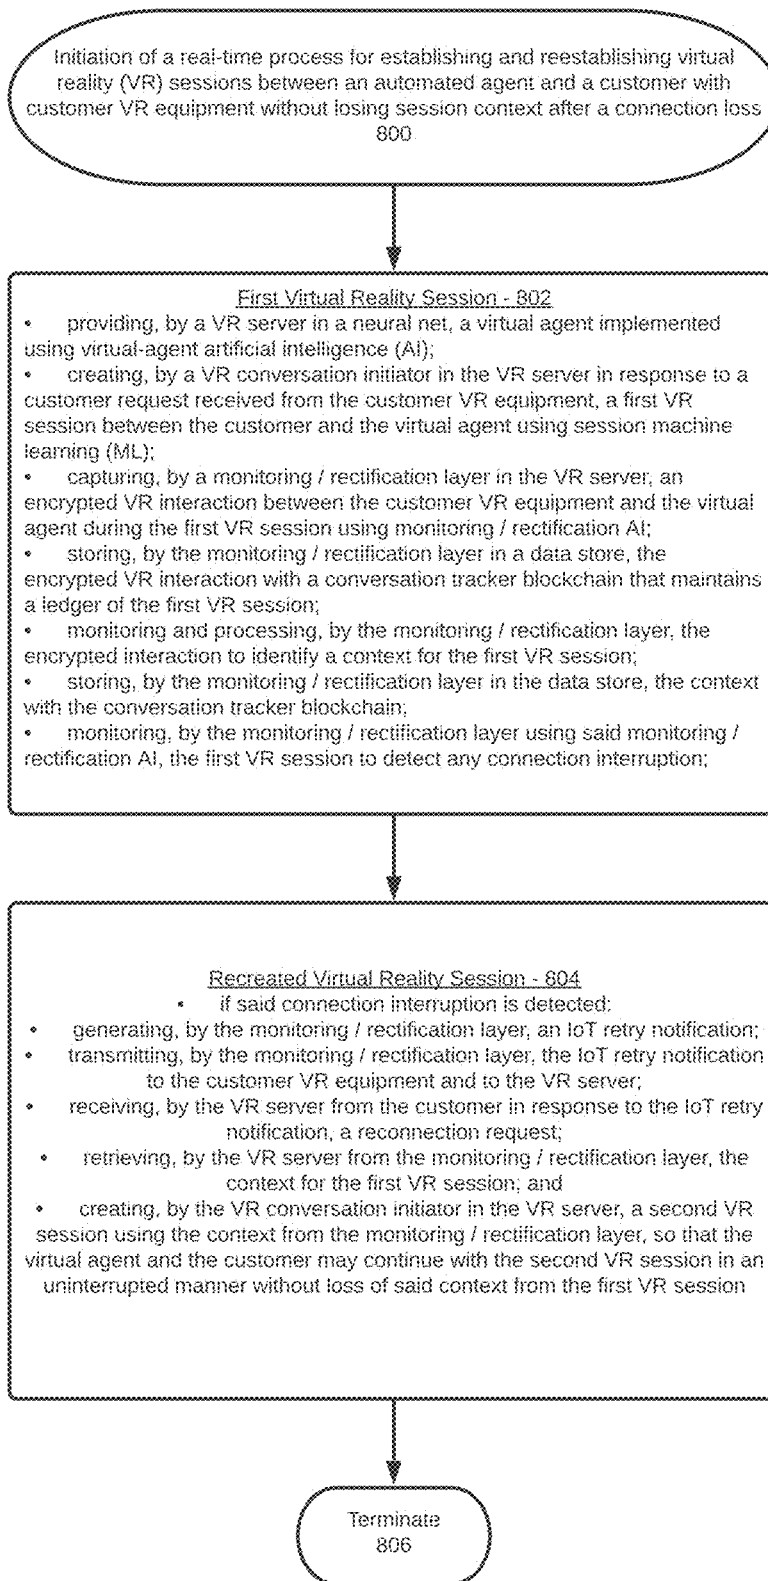 Initiation of a real-time process for establishing and reestablishing virtual
reality (VR) sessions between an automated agent and a customer with
customer VR equipment without losing session context after a connection loss
800
First Virtual Reality Session - 802
• providing, by a VR server in a neural net, a virtual agent implemented
using virtual-agent artificial intelligence (AI);
• creating, by a VR conversation initiator in the VR server in response to a
customer request received from the customer VR equipment, a first VR
session between the customer and the virtual agent using session machine
learning (ML);
• capturing, by a monitoring / rectification layer in the VR server, an
encrypted VR interaction between the customer VR equipment and the virtual
agent during the first VR session using monitoring / rectification AI;
• storing, by the monitoring / rectification layer in a data store, the
encrypted VR interaction with a conversation tracker blockchain that maintains
a ledger of the first VR session;
• monitoring and processing, by the monitoring / rectification layer, the
encrypted interaction to identify a context for the first VR session;
• storing, by the monitoring / rectification layer in the data store, the context
with the conversation tracker blockchain;
• monitoring, by the monitoring / rectification layer using said monitoring /
rectification AI, the first VR session to detect any connection interruption;
Recreated Virtual Reality Session - 804
• if said connection interruption is detected:
• generating, by the monitoring / rectification layer, an IoT retry notification;
• transmitting, by the monitoring / rectification layer, the IoT retry notification
to the customer VR equipment and to the VR server;
• receiving, by the VR server from the customer in response to the IoT retry
notification, a reconnection request;
• retrieving, by the VR server from the monitoring / rectification layer, the
context for the first VR session; and
• creating, by the VR conversation initiator in the VR server, a second VR
session using the context from the monitoring / rectification layer, so that the
virtual agent and the customer may continue with the second VR session in an
uninterrupted manner without loss of said context from the first VR session
Terminate
806